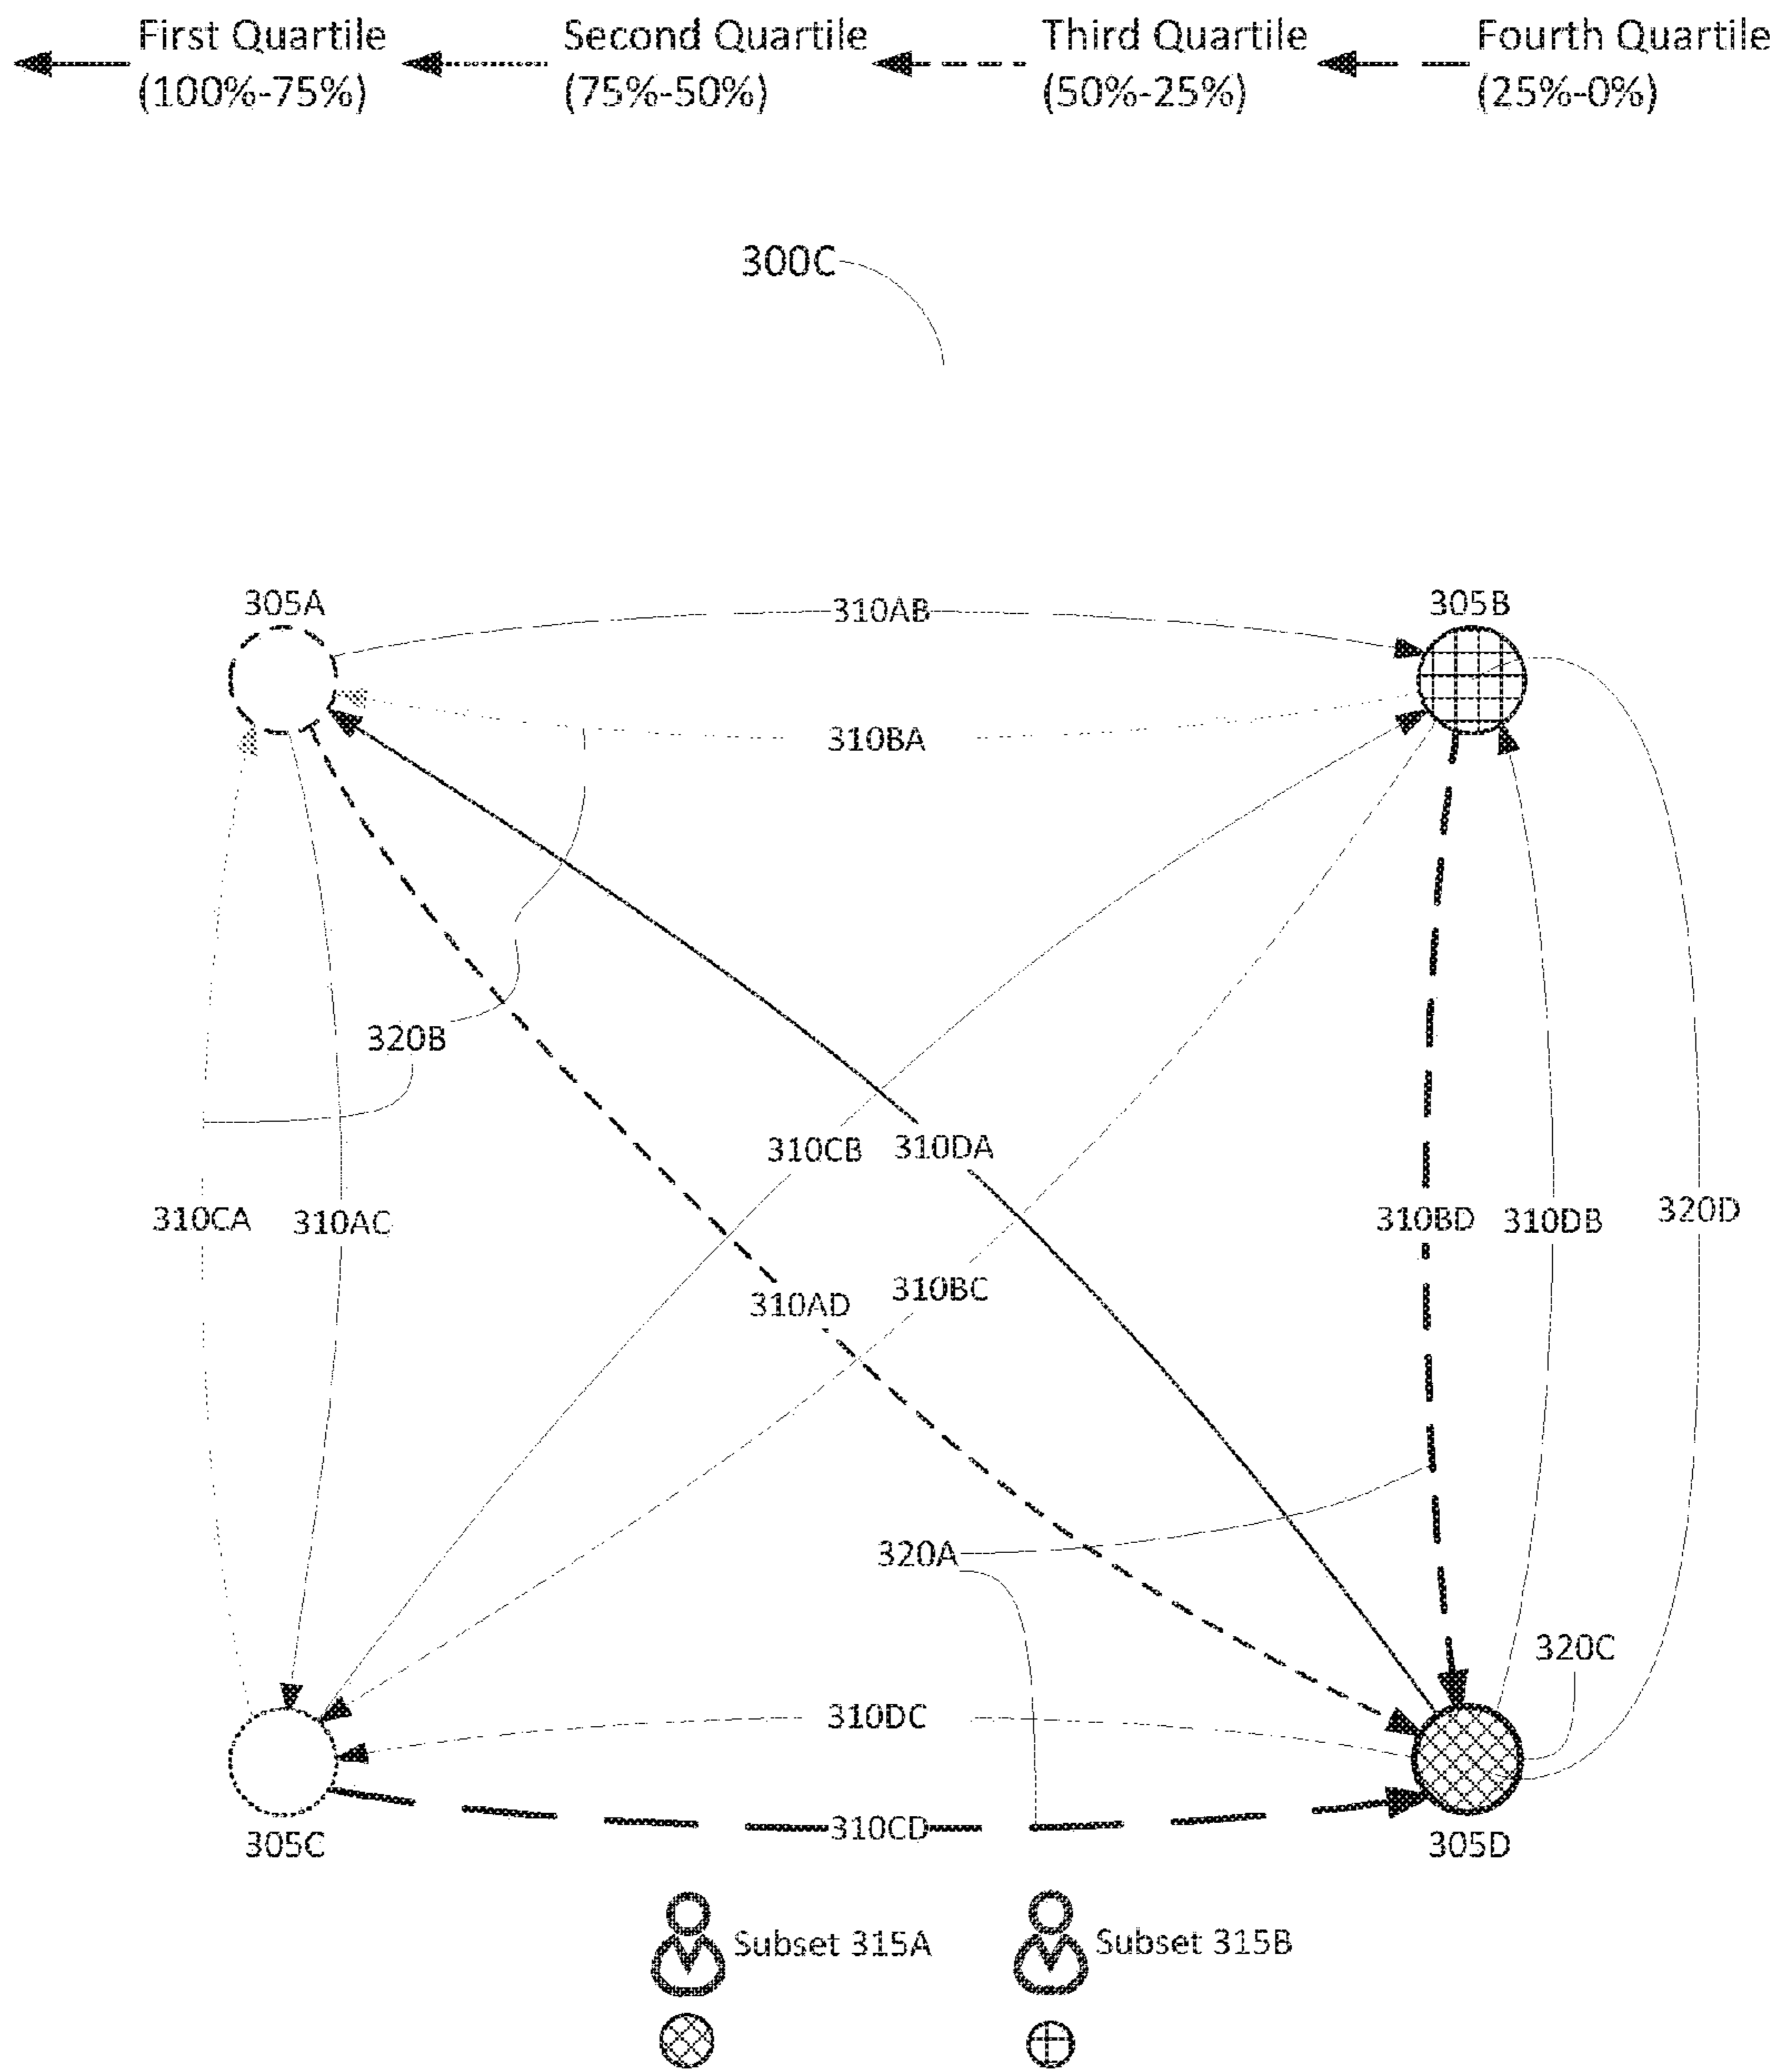 First Quartile
(100%-75%)
Second Quartile
(75%-50%)
Third Quartile
(50%-25%)
Fourth Quartile
(25%-0%)
300C
305A
310AB
305B
310BA
320B
310CB
310DA
310CA
310AC
310BD
310DB
320D
310BC
310AD
320A
320C
310DC
310CD
305C
305D
Subset 315A
Subset 315B